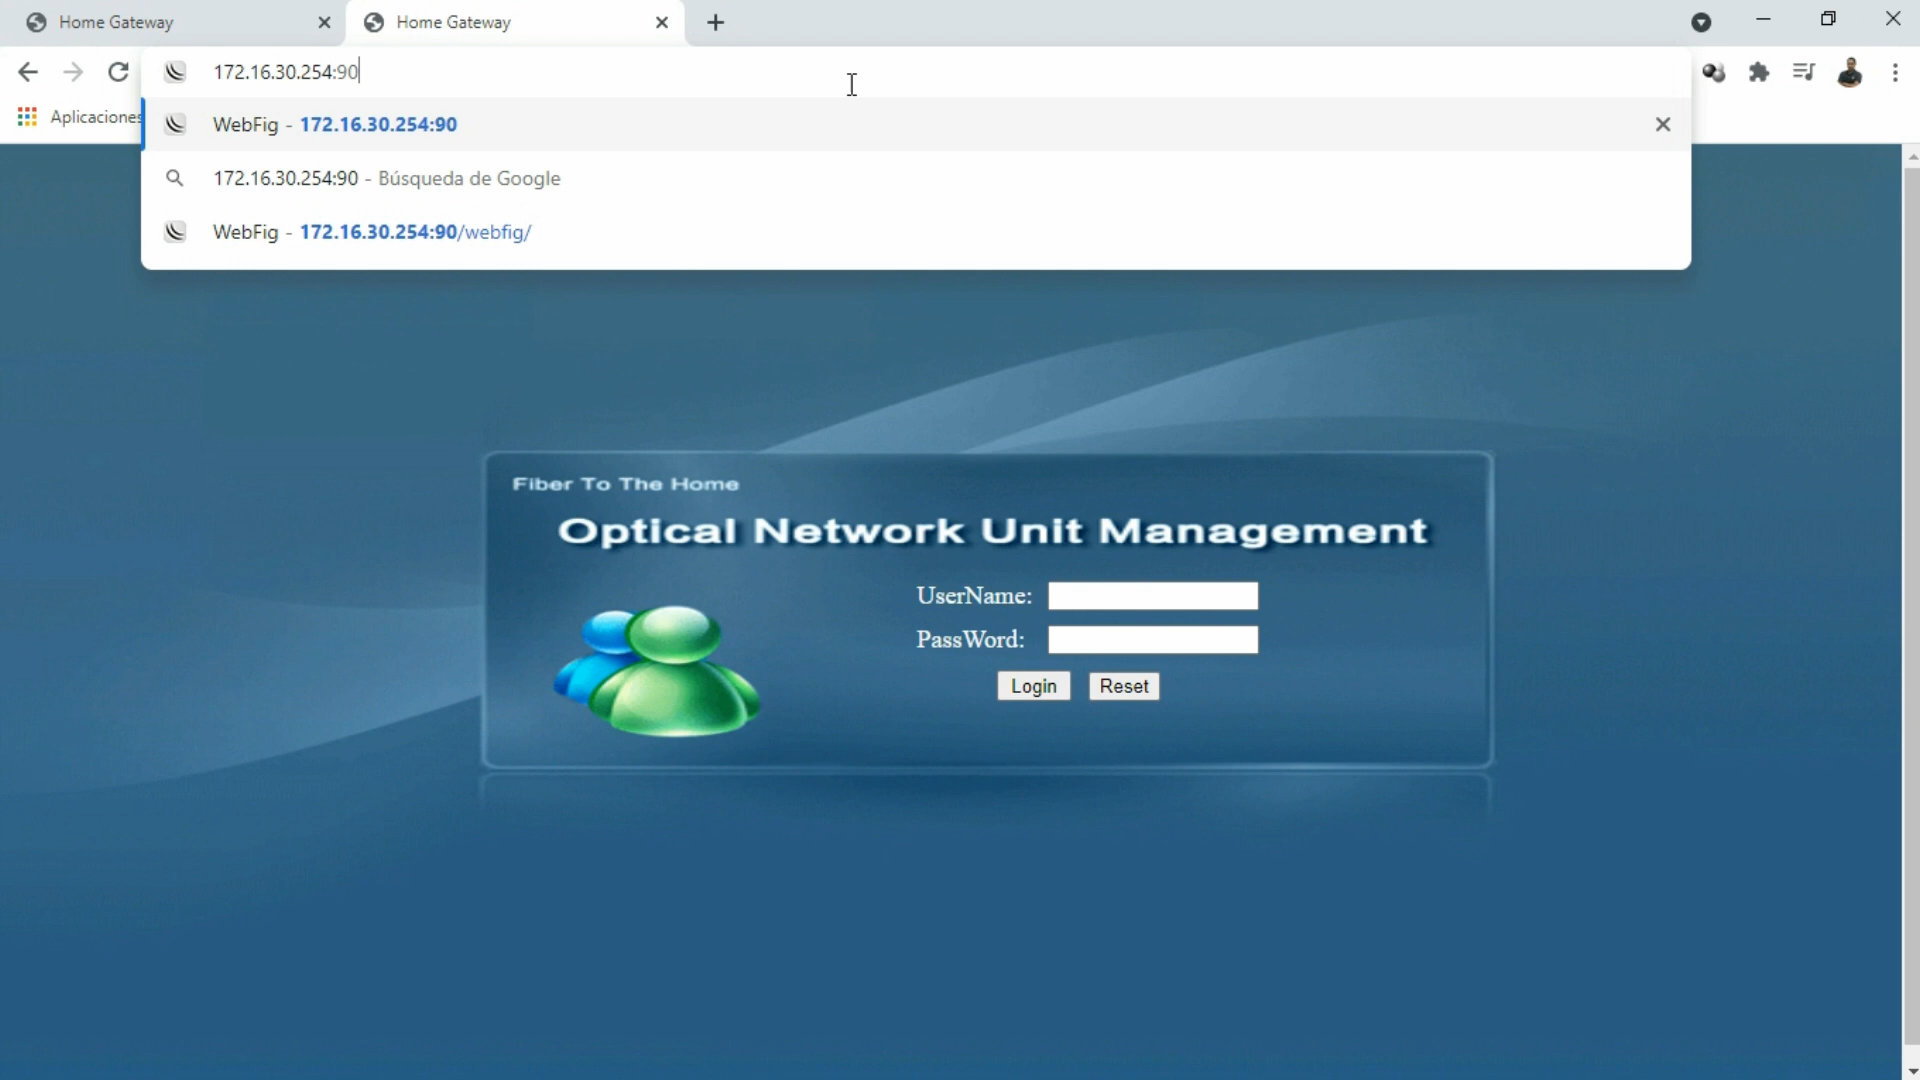 Home Gateway
Home Gateway
172.16.30.254:90
Aplicaciones
WebFig - 172.16.30.254:90
172.16.30.254:90 - Búsqueda de Google
WebFig - 172.16.30.254:90/webfig/
Fiber To The Home
Optical Network Unit Management
UserName:
PassWord:
Login Reset